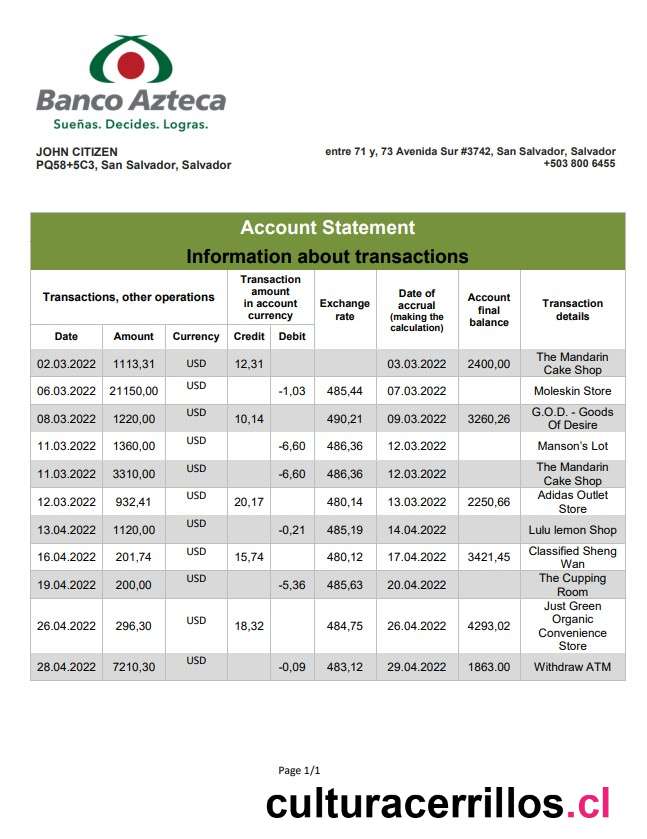 Banco Azteca
Sueñas. Decides. Logras.
JOHN CITIZEN
PQ58+5C3, San Salvador, Salvador
entre 71 y, 73 Avenida Sur #3742, San Salvador, Salvador
+503 800 6455
Account Statement
Information about transactions
Transactions, other operations
Transaction
amount
in account
currency
Exchange
rate
Date of
accrual
(making the
calculation)
Account
final
balance
Transaction
details
Date Amount Currency Credit Debit
02.03.2022 1113,31 USD 12,31 03.03.2022 2400,00 The Mandarin
Cake Shop
06.03.2022 21150,00 USD -1,03 485,44 07.03.2022 Moleskin Store
08.03.2022 1220,00 USD 10,14 490,21 09.03.2022 3260,26 G.O.D. - Goods
Of Desire
11.03.2022 1360,00 USD -6,60 486,36 12.03.2022 Manson's Lot
11.03.2022 3310,00 USD -6,60 486,36 12.03.2022 The Mandarin
Cake Shop
12.03.2022 932,41 USD 20,17 480,14 13.03.2022 2250,66 Adidas Outlet
Store
13.04.2022 1120,00 USD -0,21 485,19 14.04.2022 Lulu lemon Shop
16.04.2022 201,74 USD 15,74 480,12 17.04.2022 3421,45 Classified Sheng
Wan
19.04.2022 200,00 USD -5,36 485,63 20.04.2022 The Cupping
Room
26.04.2022 296,30 USD 18,32 484,75 26.04.2022 4293,02 Just Green
Organic
Convenience
Store
28.04.2022 7210,30 USD -0,09 483,12 29.04.2022 1863.00 Withdraw ATM
Page 1/1
culturacerrillos.cl